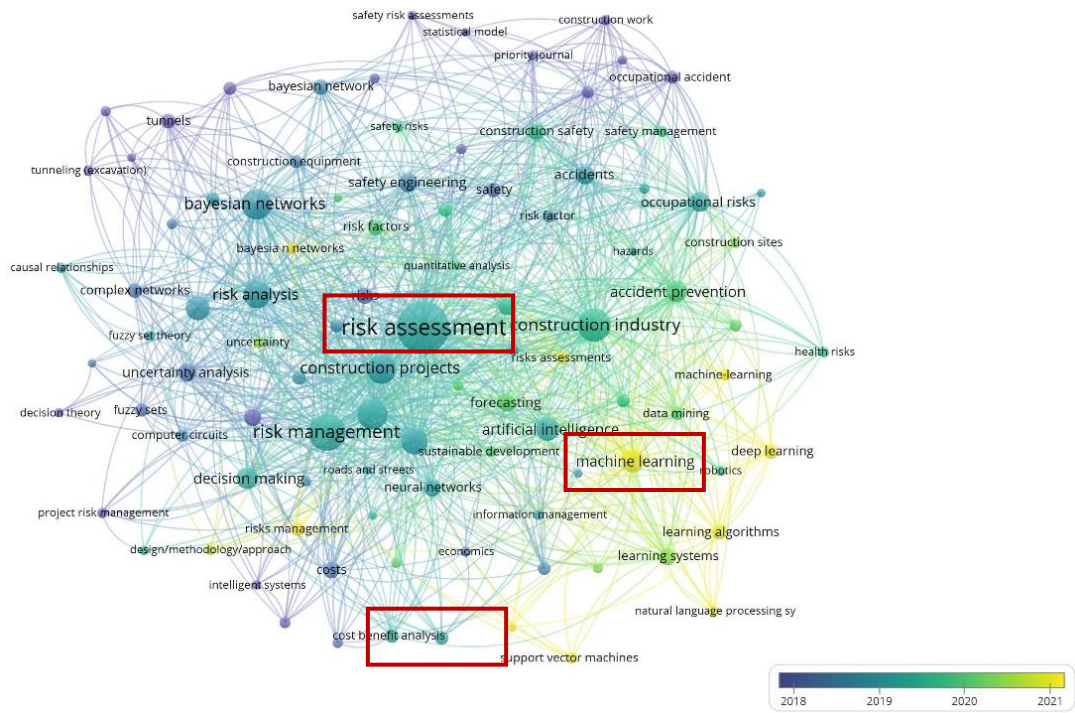 safety risk assessments
construction work
statistical model
priority journal
occupational accident
bayesian network
tunnels
safety risks
construction safety
safety management
construction equipment
tunneling (excavation)
accidents
safety engineering
safety
bayesian networks
occupational risks
risk factor
risk factors
construction sites
bayesia n networks
hazards
quantitative analysis
causal relationships
complex networks
risk analysis
risks
accident prevention
risk assessment
construction industry
fuzzy set theory
uncertainty
health risks
risks assessments
construction projects
uncertainty analysis
machine-learning
forecasting
decision theory
fuzzy sets
data mining
risk management
artificial intelligence
computer circuits
sustainable development
deep learning
machine learning
roads and streets
robotics
decision making
neural networks
project risk management
information management
risks management
learning algorithms
design/methodology/approach
economics
learning systems
costs
intelligent systems
natural language processing sy
cost benefit analysis
support vector machines
2018 2019 2020 2021